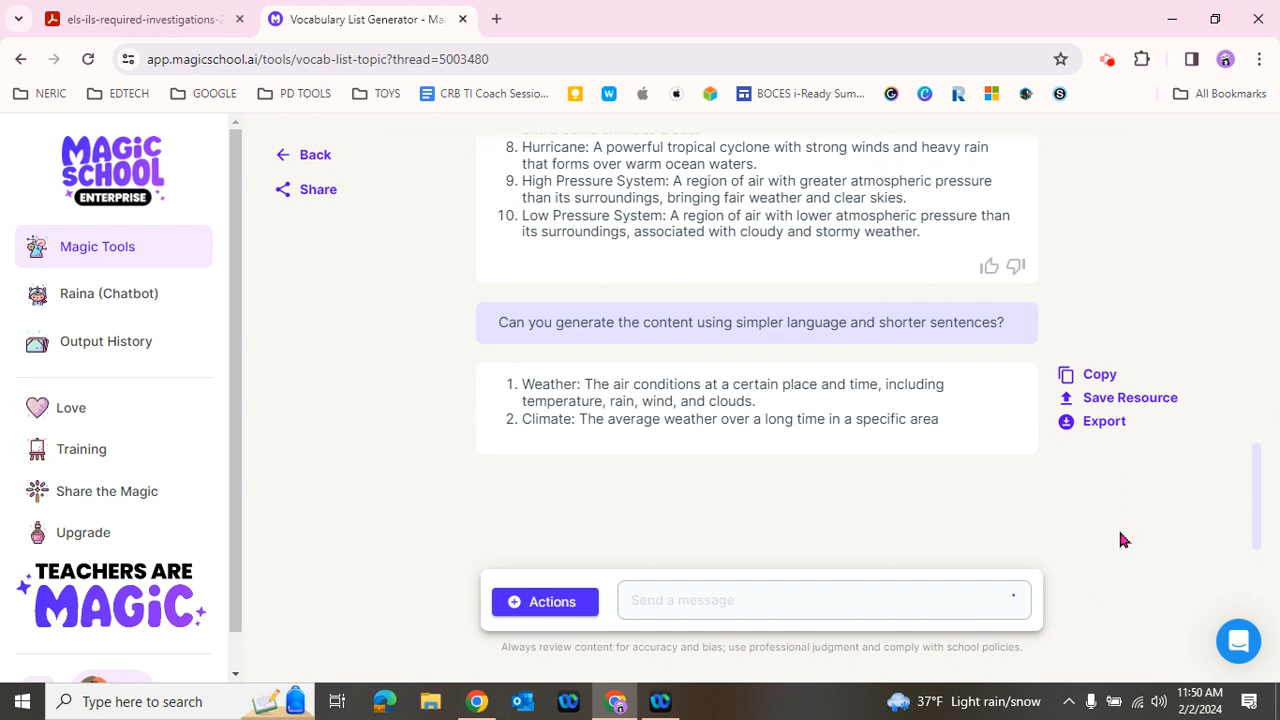 els-ils-required-investigations-2
Vocabulary List Generator - Ma
app.magicschool.ai/tools/vocab-list-topic?thread=5003480
NERIC
EDTECH
GOOGLE
PD TOOLS
TOYS
CRB TI Coach Sessio...
BOCES i-Ready Sum...
All Bookmarks
MAGIC
SCHOOL
ENTERPRISE
Magic Tools
Raina (Chatbot)
Output History
Love
Training
Share the Magic
Upgrade
TEACHERS ARE
MAGIC
Back
Share
8. Hurricane: A powerful tropical cyclone with strong winds and heavy rain
that forms over warm ocean waters.
9. High Pressure System: A region of air with greater atmospheric pressure
than its surroundings, bringing fair weather and clear skies.
10. Low Pressure System: A region of air with lower atmospheric pressure than
its surroundings, associated with cloudy and stormy weather.
Can you generate the content using simpler language and shorter sentences?
1. Weather: The air conditions at a certain place and time, including
temperature, rain, wind, and clouds.
2. Climate: The average weather over a long time in a specific area
Copy
Save Resource
Export
Actions
Send a message
Always review content for accuracy and bias; use professional judgment and comply with school policies.
Type here to search
37°F Light rain/snow
11:50 AM
2/2/2024